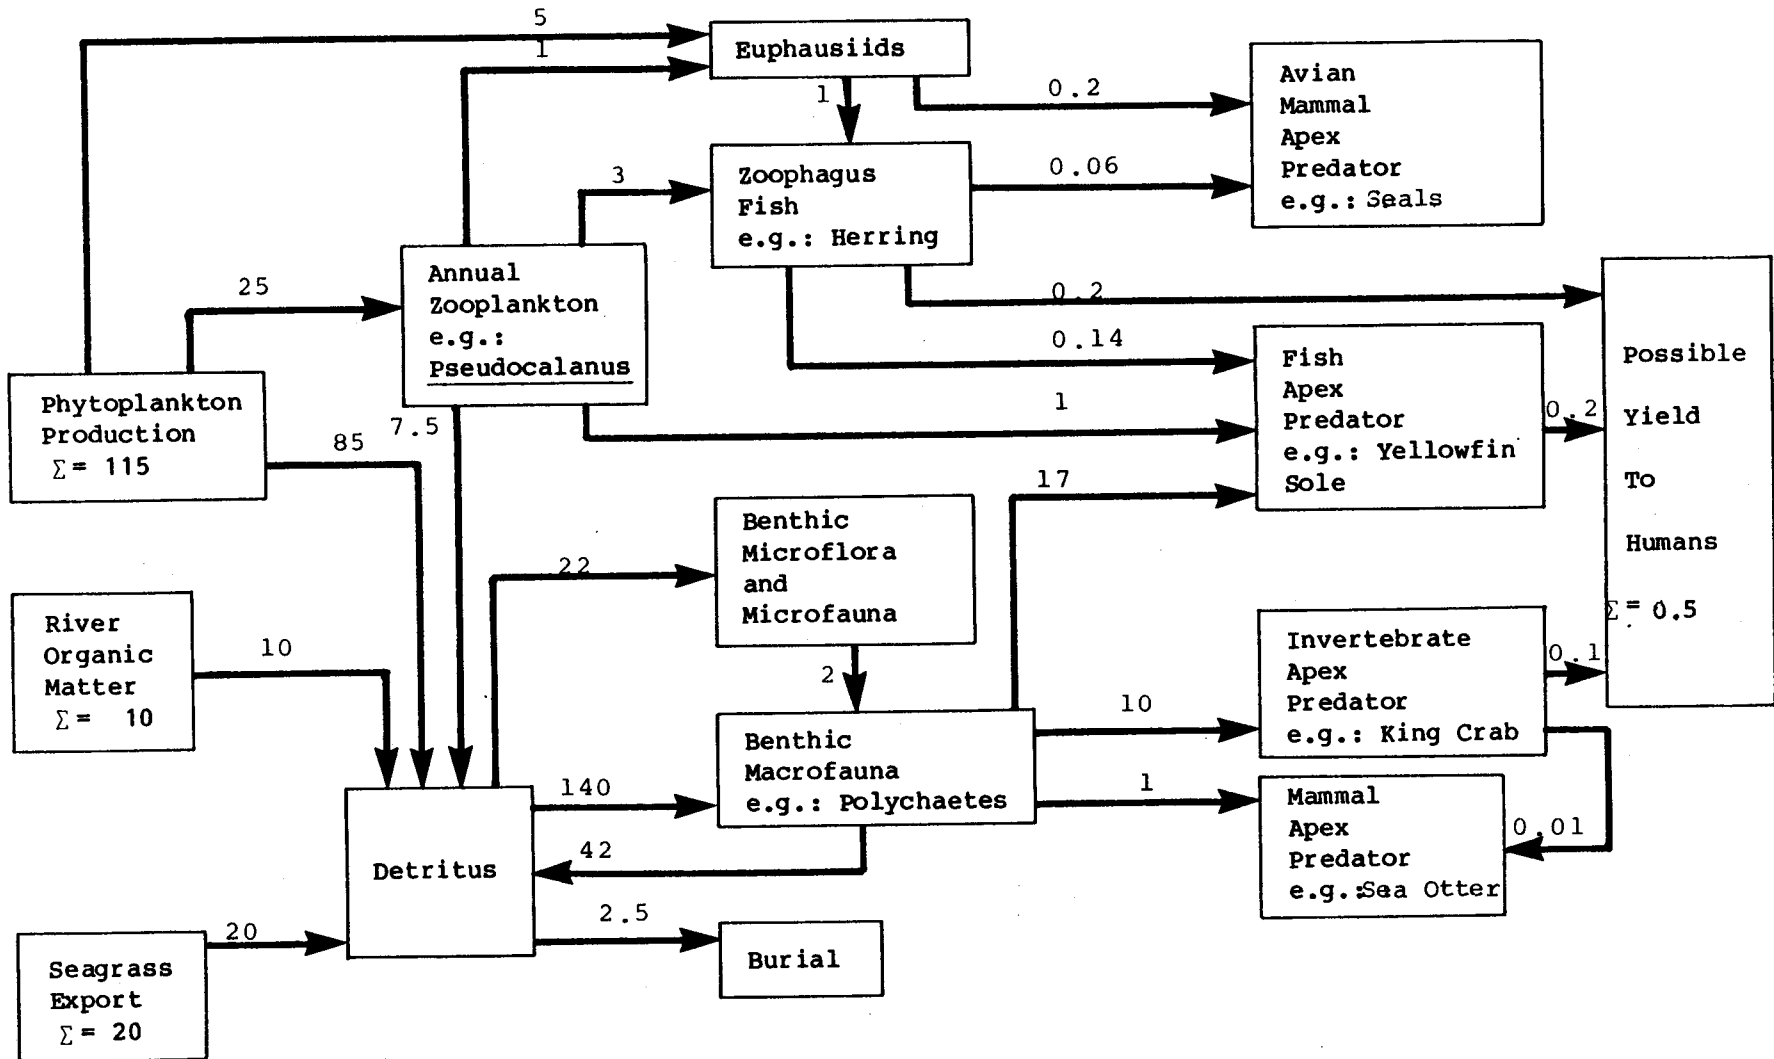 5
1
Euphausiids
1
0.2
Avian
Mammal
Apex
Predator
e.g.: Seals
3
Zoophagus
Fish
e.g.: Herring
0.06
25
Annual
Zooplankton
e.g.:
Pseudocalanus
0.2
0.14
1
Fish
Apex
Predator
e.g.: Yellowfin
Sole
0.2
Possible
Yield
To
Humans
Σ = 0.5
Phytoplankton
Production
Σ = 115
85
7.5
17
Benthic
Microflora
and
Microfauna
22
2
River
Organic
Matter
Σ = 10
10
Benthic
Macrofauna
e.g.: Polychaetes
10
Invertebrate
Apex
Predator
e.g.: King Crab
0.1
1
Mammal
Apex
Predator
e.g.:Sea Otter
0.01
Detritus
140
42
2.5
Burial
Seagrass
Export
Σ = 20
20